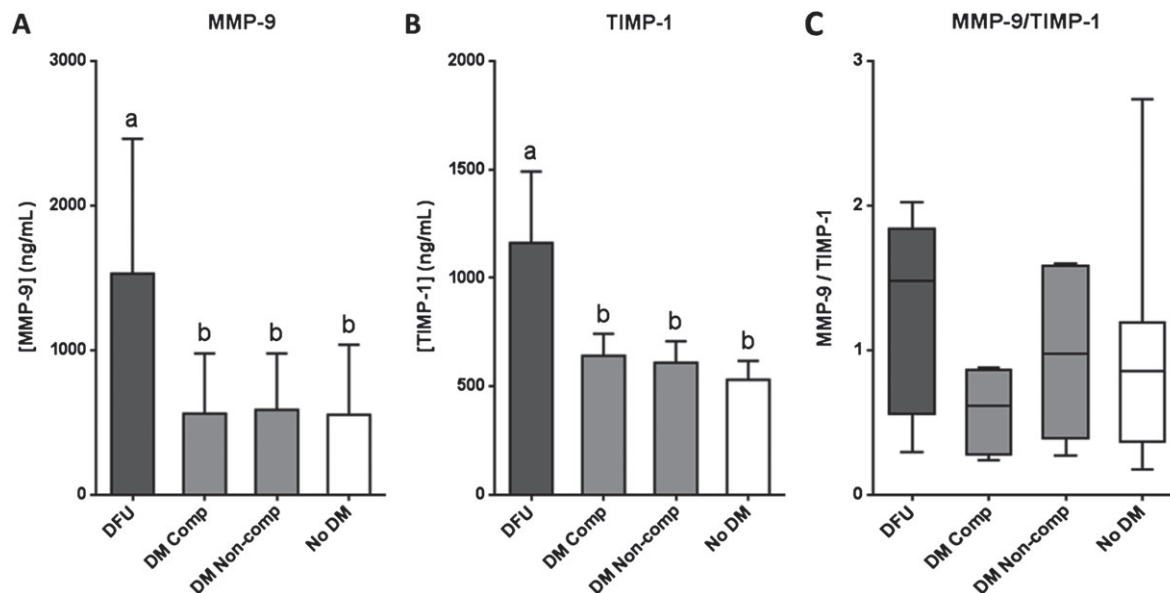 A
MMP-9
[MMP-9] (ng/mL)
3000
2000
1000
0
a
b
b
b
DFU
DM Comp
DM Non-comp
No DM
B
TIMP-1
[TIMP-1] (ng/mL)
2000
1500
1000
500
0
a
b
b
b
DFU
DM Comp
DM Non-comp
No DM
C
MMP-9/TIMP-1
MMP-9 / TIMP-1
3
2
1
0
DFU
DM Comp
DM Non-comp
No DM